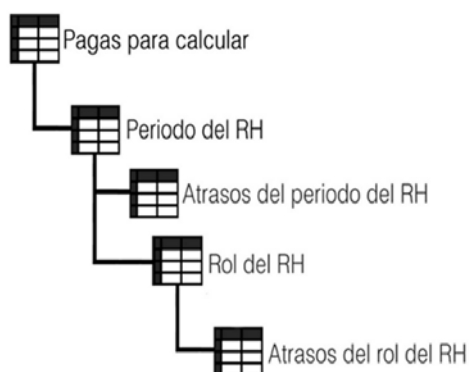 Pagas para calcular
Periodo del RH
Atrasos del periodo del RH
Rol del RH
Atrasos del rol del RH